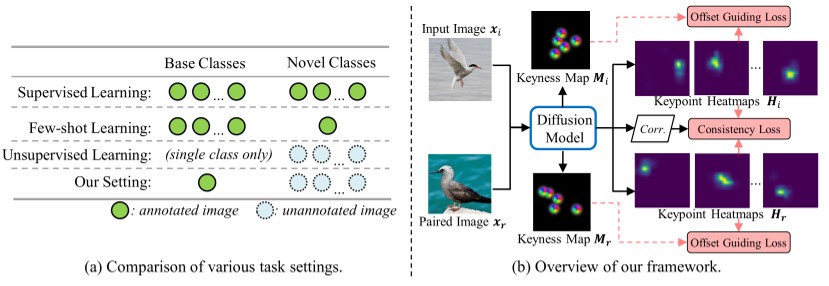 Base Classes Novel Classes
Supervised Learning: ... ...
Few-shot Learning: ...
Unsupervised Learning: (single class only) ...
Our Setting: ...
: annotated image : unannotated image
(a) Comparison of various task settings.
Input Image x_i
Paired Image x_r
Keyness Map M_i
Diffusion Model
Keyness Map M_r
Offset Guiding Loss
...
Keypoint Heatmaps H_i
Corr. Consistency Loss
...
Keypoint Heatmaps H_r
Offset Guiding Loss
(b) Overview of our framework.